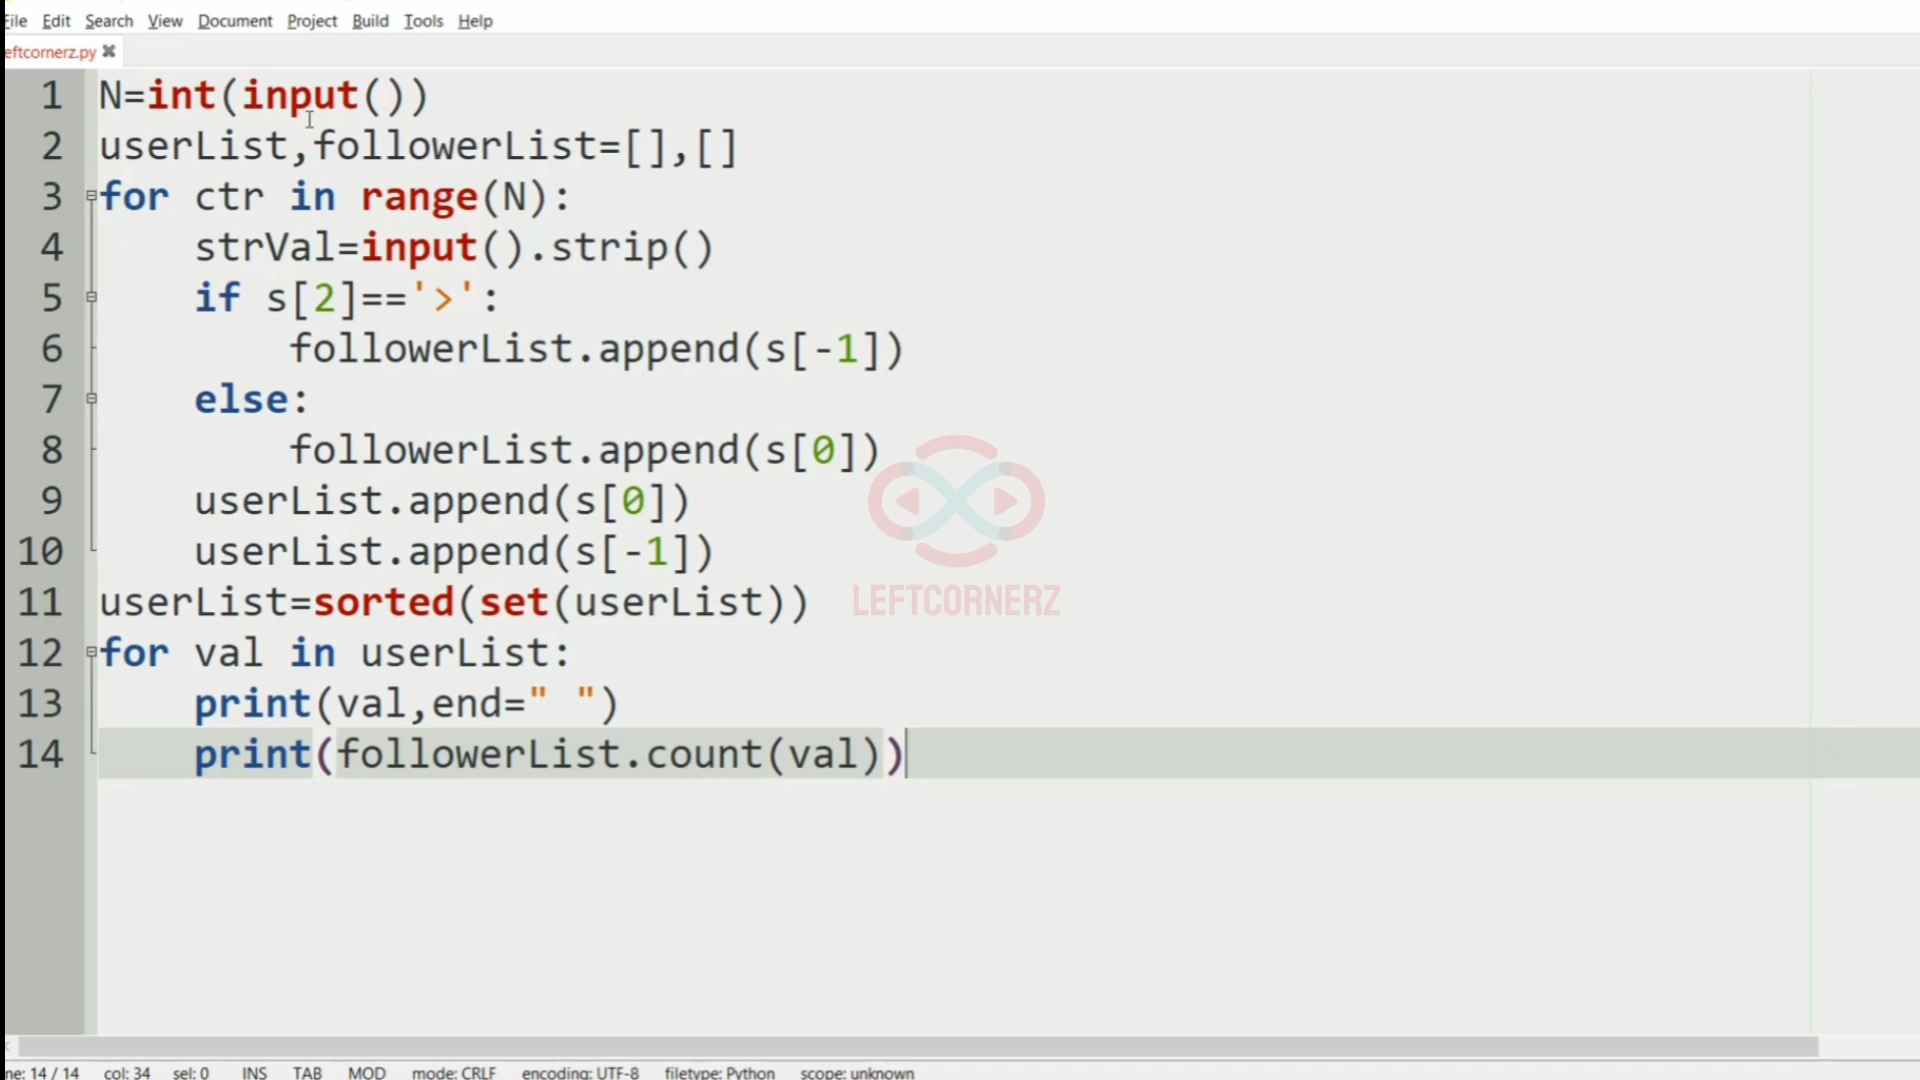 File Edit Search View Document Project Build Tools Help
eftcornerz.py
1 N=int(input())
2 userList,followerList=[],[]
3 for ctr in range(N):
4     strVal=input().strip()
5     if s[2]=='>':
6         followerList.append(s[-1])
7     else:
8         followerList.append(s[0])
9     userList.append(s[0])
10     userList.append(s[-1])
11 userList=sorted(set(userList))
12 for val in userList:
13     print(val,end=" ")
14     print(followerList.count(val))
LEFTCORNERZ
ne: 14 / 14 col: 34 sel: 0 INS TAB MOD mode: CRLF encoding: UTF-8 filetype: Python scope: unknown